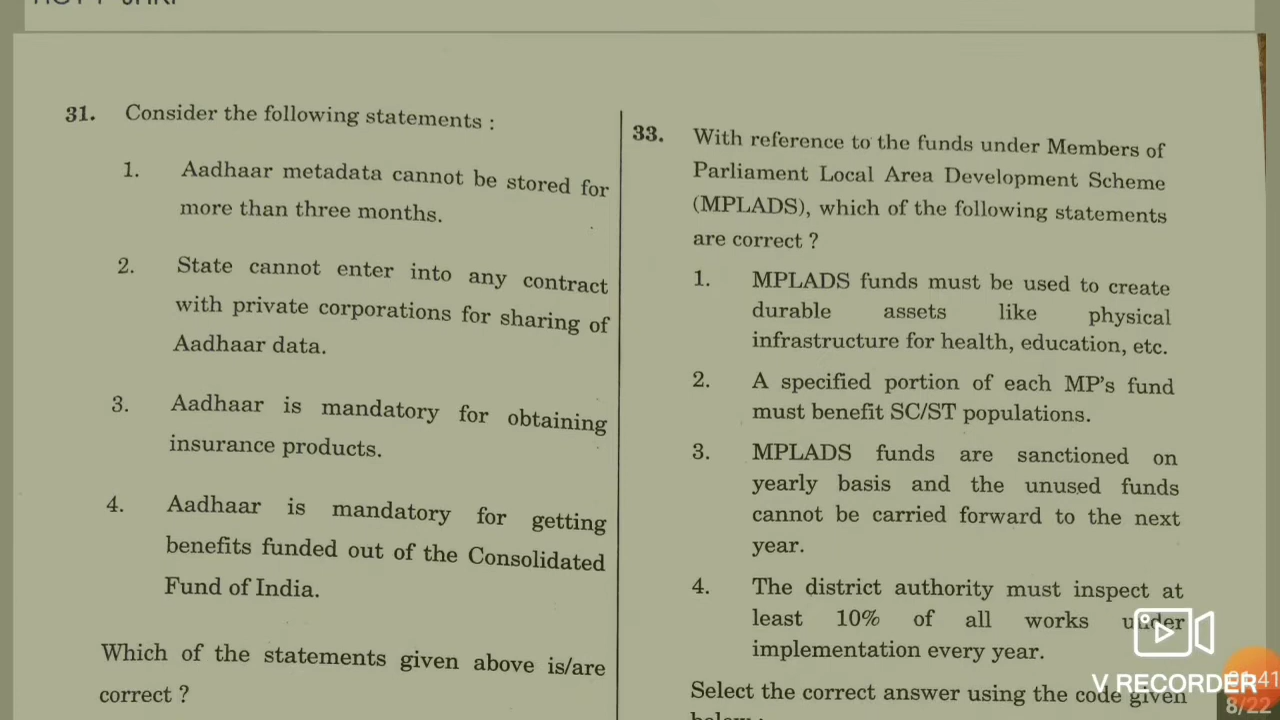 31. Consider the following statements :
1. Aadhaar metadata cannot be stored for
more than three months.
2. State cannot enter into any contract
with private corporations for sharing of
Aadhaar data.
3. Aadhaar is mandatory for obtaining
insurance products.
4. Aadhaar is mandatory for getting
benefits funded out of the Consolidated
Fund of India.
Which of the statements given above is/are
correct ?
33. With reference to the funds under Members of
Parliament Local Area Development Scheme
(MPLADS), which of the following statements
are correct ?
1. MPLADS funds must be used to create
durable assets like physical
infrastructure for health, education, etc.
2. A specified portion of each MP's fund
must benefit SC/ST populations.
3. MPLADS funds are sanctioned on
yearly basis and the unused funds
cannot be carried forward to the next
year.
4. The district authority must inspect at
least 10% of all works under
implementation every year.
Select the correct answer using the code given
below :
V RECORDER
8/22